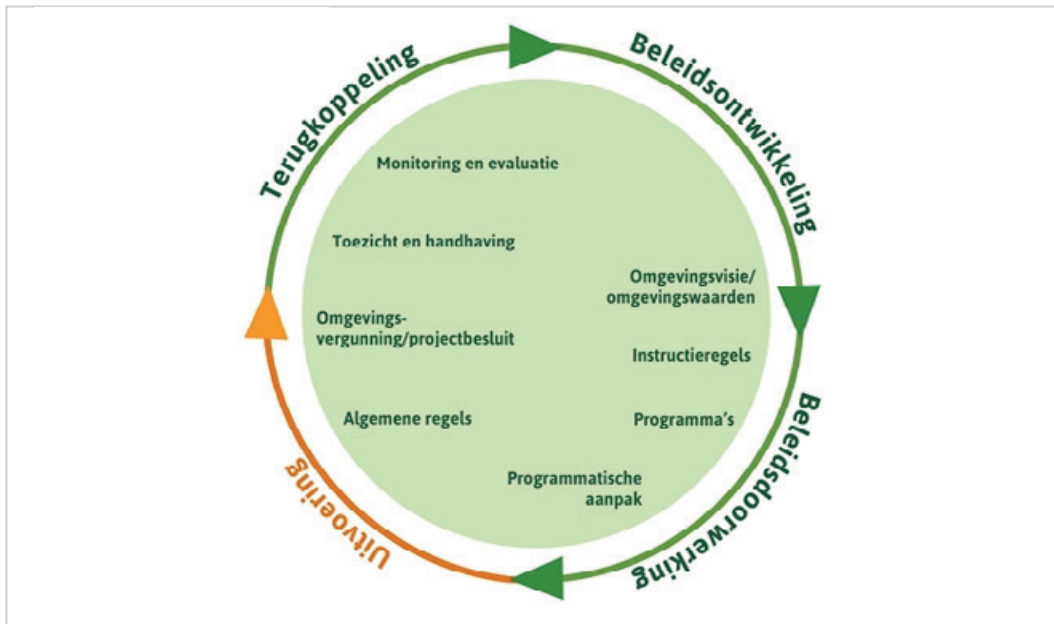 Terugkoppeling
Beleidsontwikkeling
Monitoring en evaluatie
Toezicht en handhaving
Omgevingsvisie/
omgevingswaarden
Omgevings-
vergunning/projectbesluit
Instructieregels
Algemene regels
Programma's
Programmatische
aanpak
Uitvoering
Beleidsdoorwerking